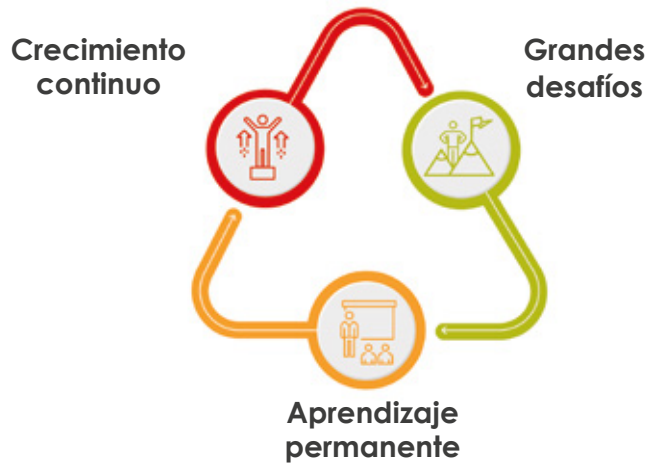 Crecimiento
continuo
Grandes
desafíos
Aprendizaje
permanente